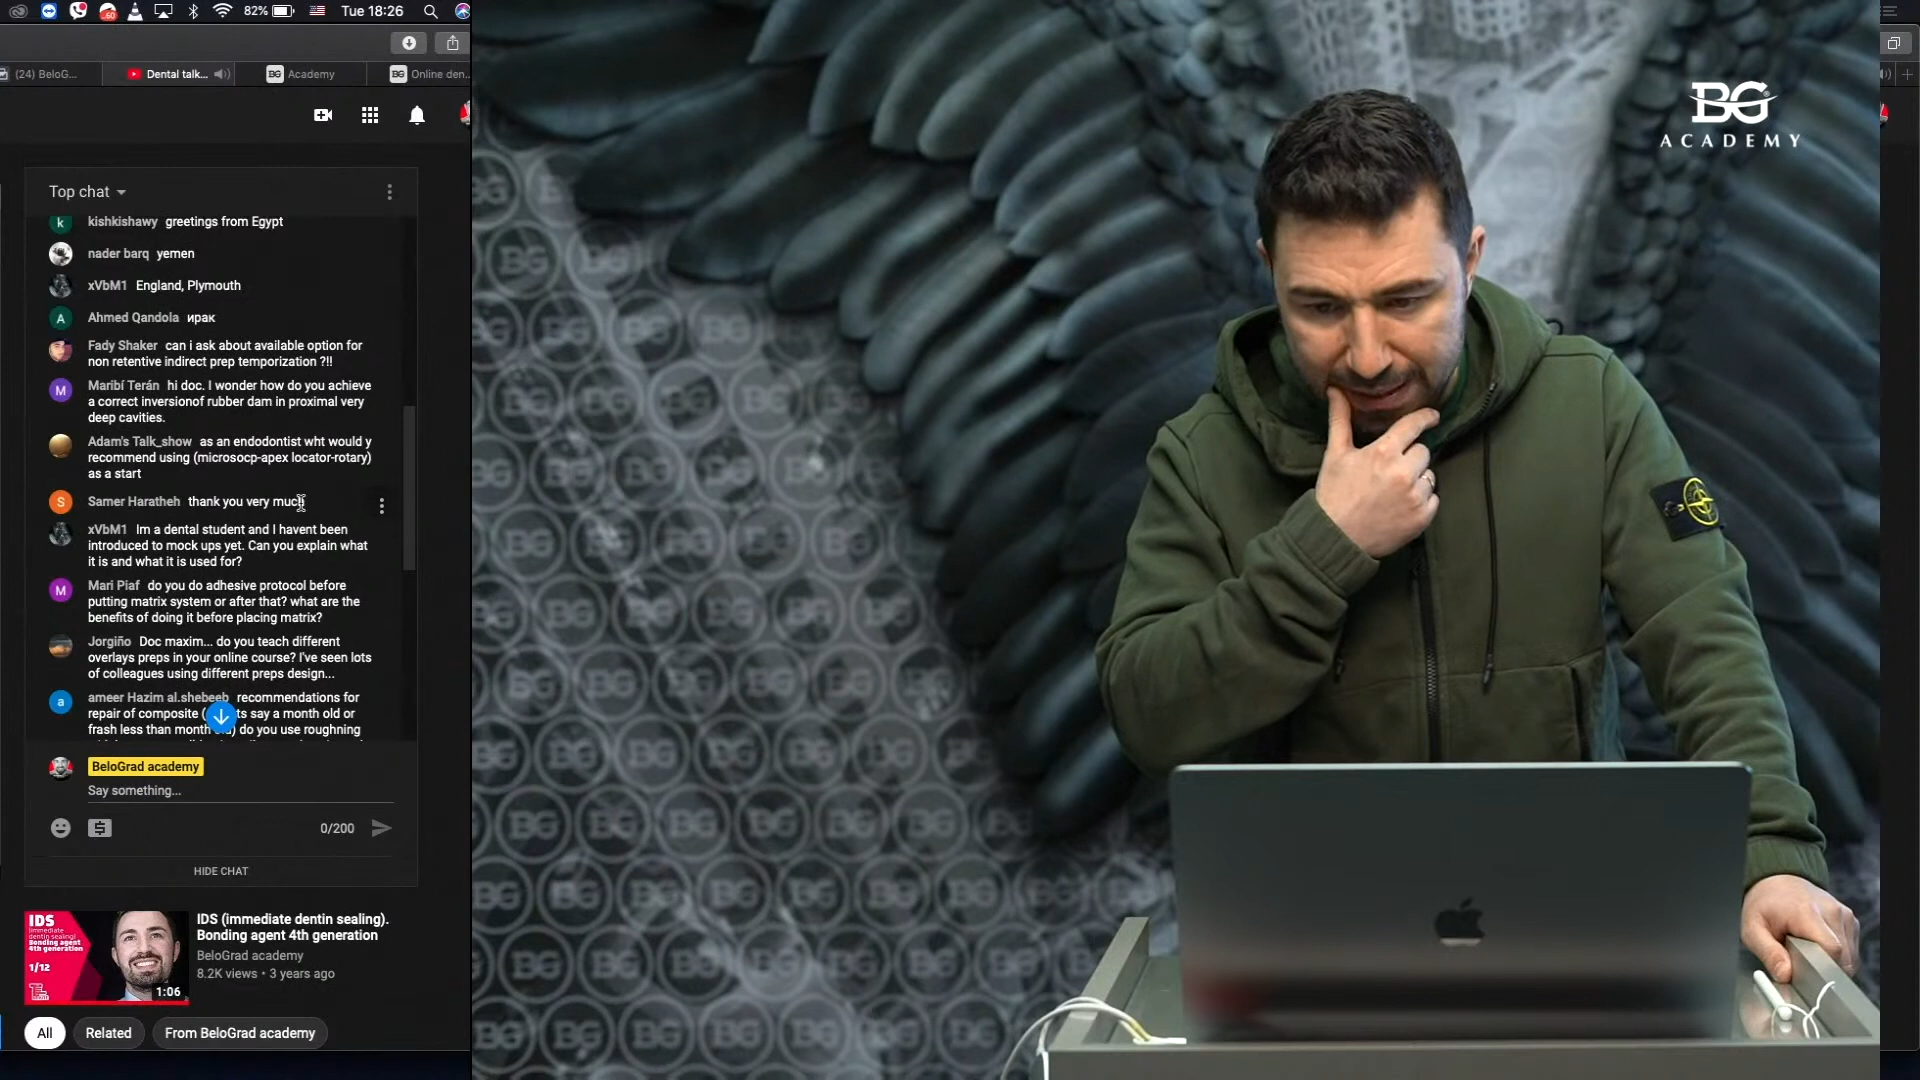 82%
Tue 18:26
(24) BeloG...
Dental talk...
BG Academy
BG Online den...
Top chat
kishkishawy greetings from Egypt
nader barq yemen
xVbM1 England, Plymouth
Ahmed Qandola ирак
Fady Shaker can i ask about available option for
non retentive indirect prep temporization ?!!
Maribí Terán hi doc. I wonder how do you achieve
a correct inversionof rubber dam in proximal very
deep cavities.
Adam's Talk_show as an endodontist wht would y
recommend using (microsocp-apex locator-rotary)
as a start
Samer Haratheh thank you very much
xVbM1 Im a dental student and I havent been
introduced to mock ups yet. Can you explain what
it is and what it is used for?
Mari Piaf do you do adhesive protocol before
putting matrix system or after that? what are the
benefits of doing it before placing matrix?
Jorgiño Doc maxim... do you teach different
overlays preps in your online course? I've seen lots
of colleagues using different preps design...
ameer Hazim al.shebeeb recommendations for
repair of composite ts say a month old or
frash less than month do you use roughning
BeloGrad academy
Say something...
0/200
HIDE CHAT
IDS
(immediate
dentin sealing)
Bonding agent
4th generation
1/12
1:06
IDS (immediate dentin sealing).
Bonding agent 4th generation
BeloGrad academy
8.2K views • 3 years ago
All
Related
From BeloGrad academy
BG
ACADEMY